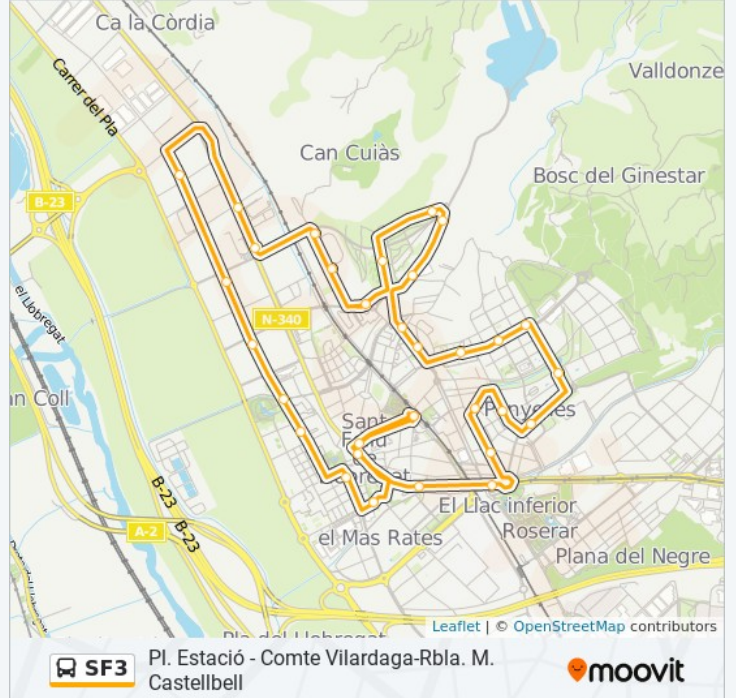 Ca la Còrdia
Carrer del Pla
Valldonze
Can Cuiàs
Bosc del Ginestar
B-23
el Llobregat
N-340
an Coll
Sant
Feliu
de
Penyelles
El Llac inferior
B-23
B-23
A-2
Roserar
el Mas Rates
Plana del Negre
Pla del Llobregat
Leaflet | © OpenStreetMap contributors
SF3
Pl. Estació - Comte Vilardaga-Rbla. M.
Castellbell
moovit